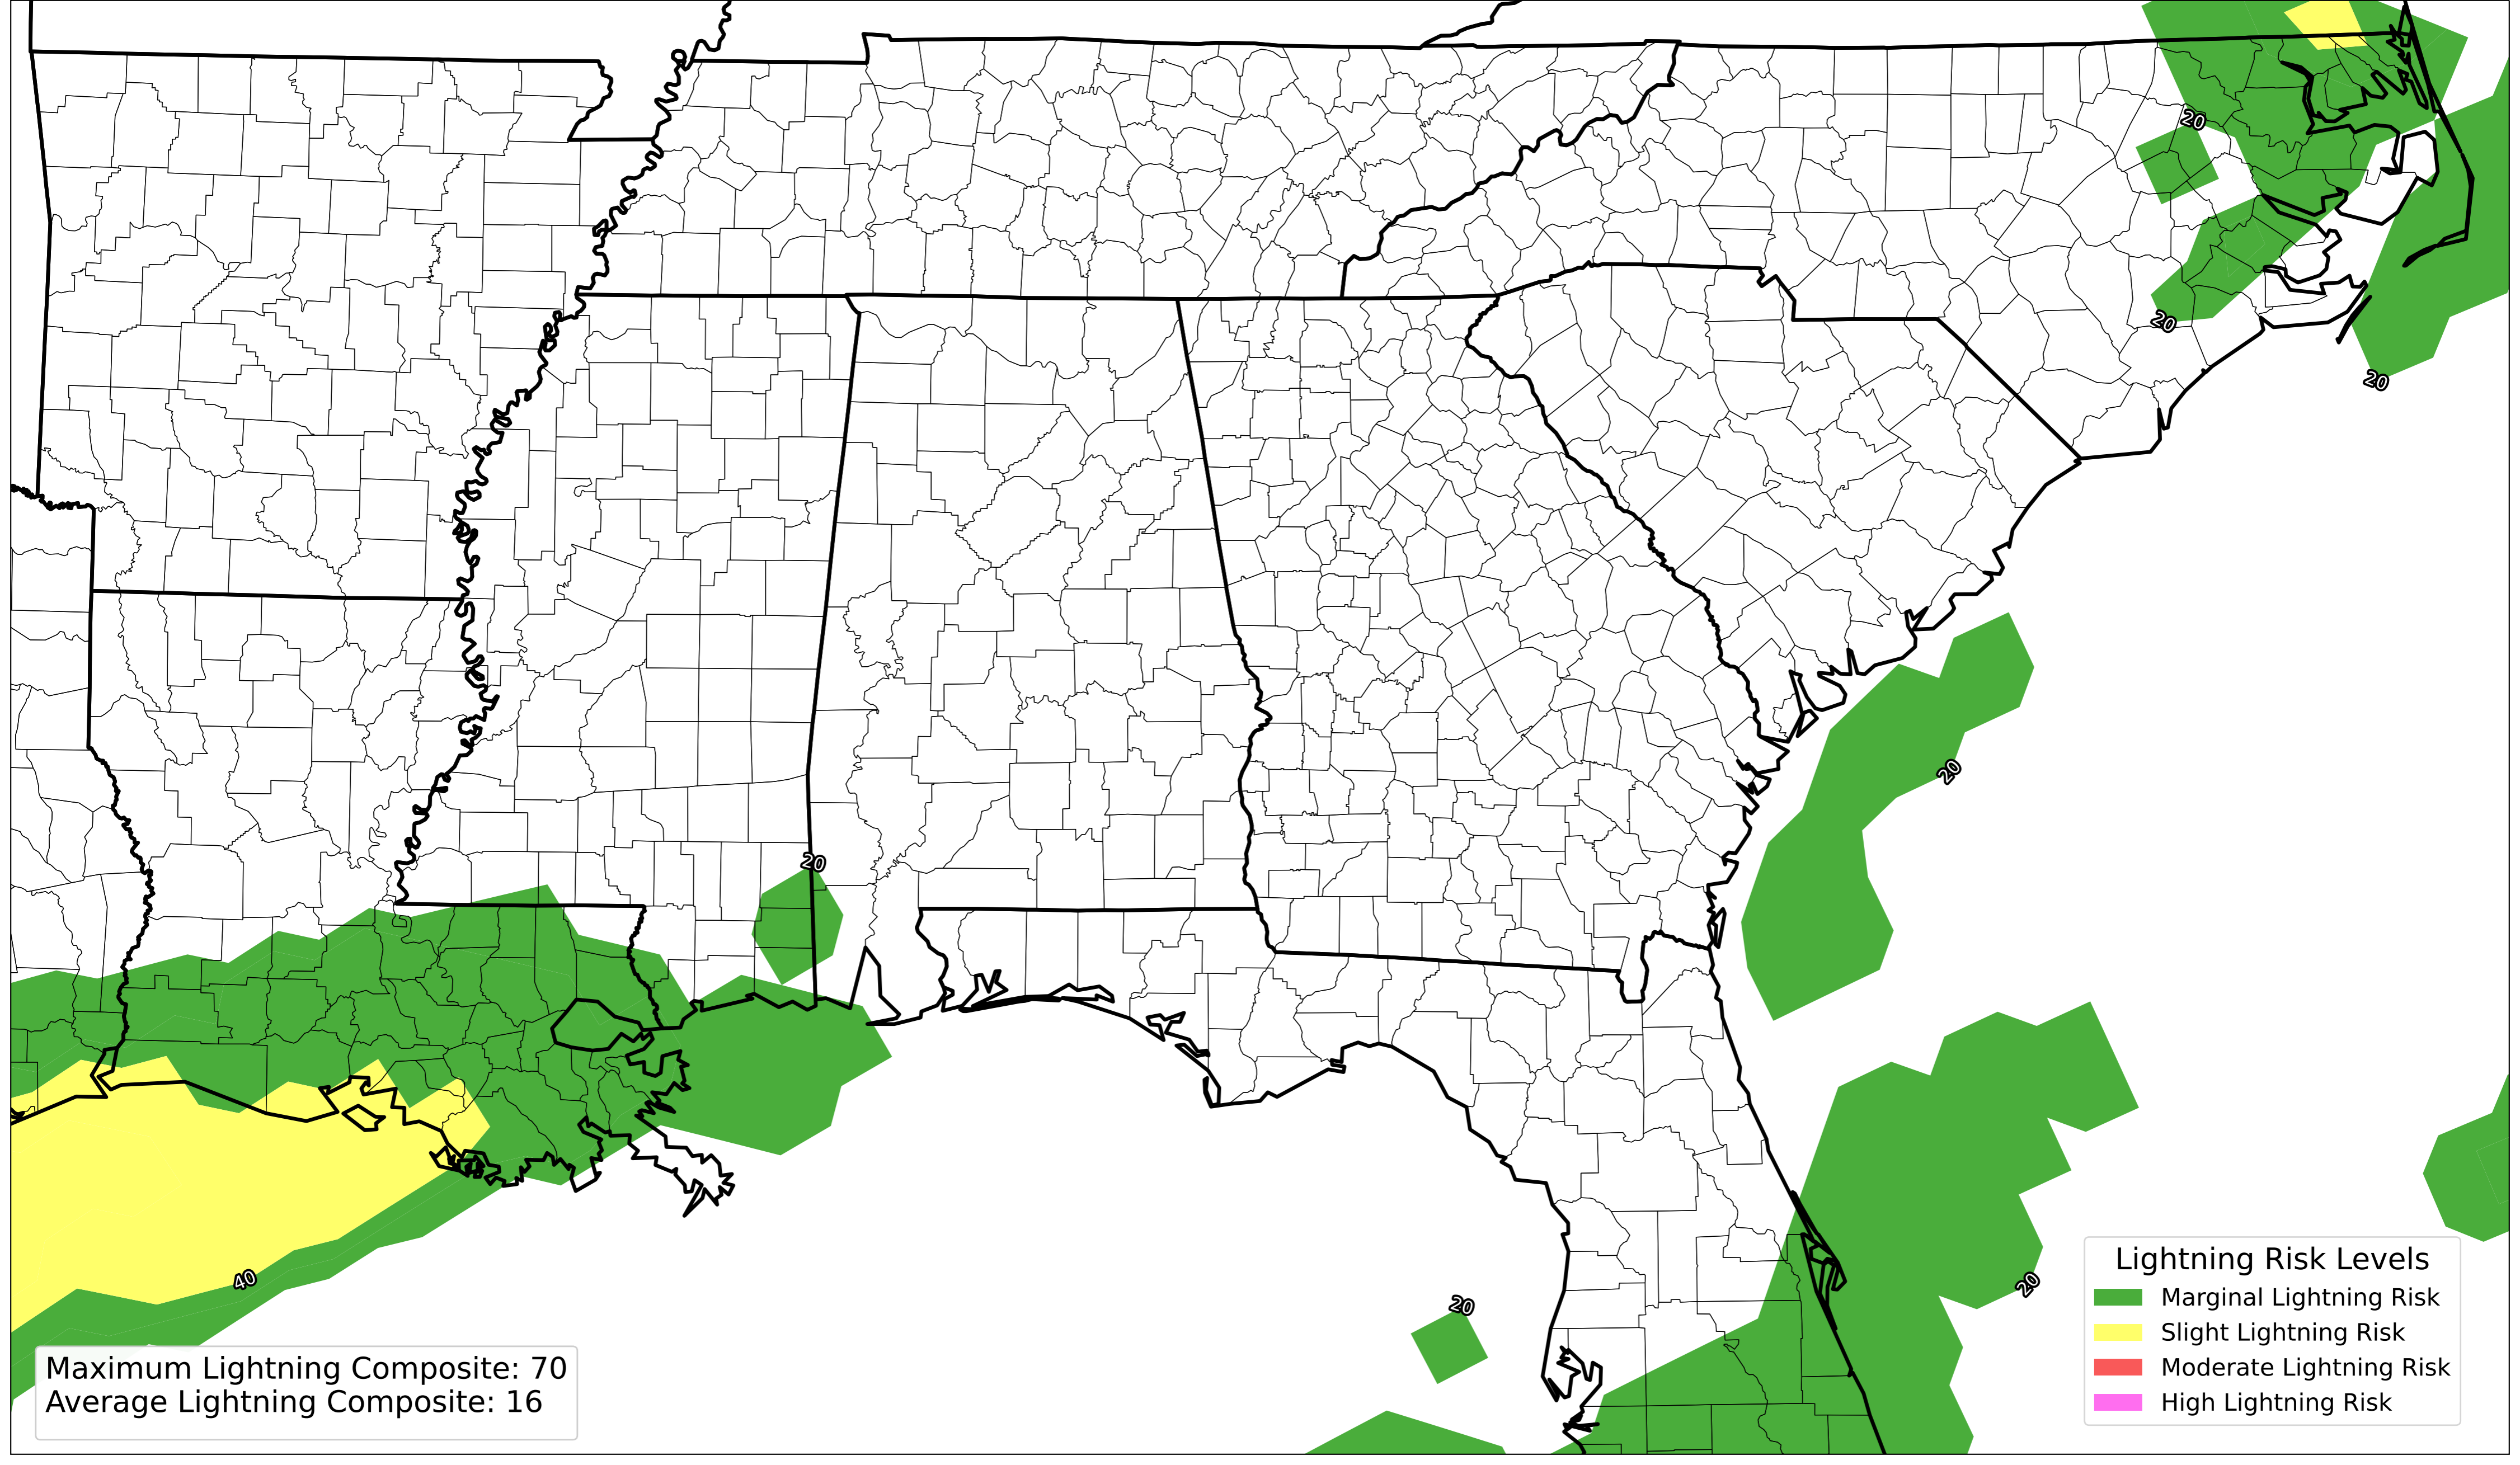 20
20
20
20
20
20
20
40
Maximum Lightning Composite: 70
Average Lightning Composite: 16
Lightning Risk Levels
Marginal Lightning Risk
Slight Lightning Risk
Moderate Lightning Risk
High Lightning Risk